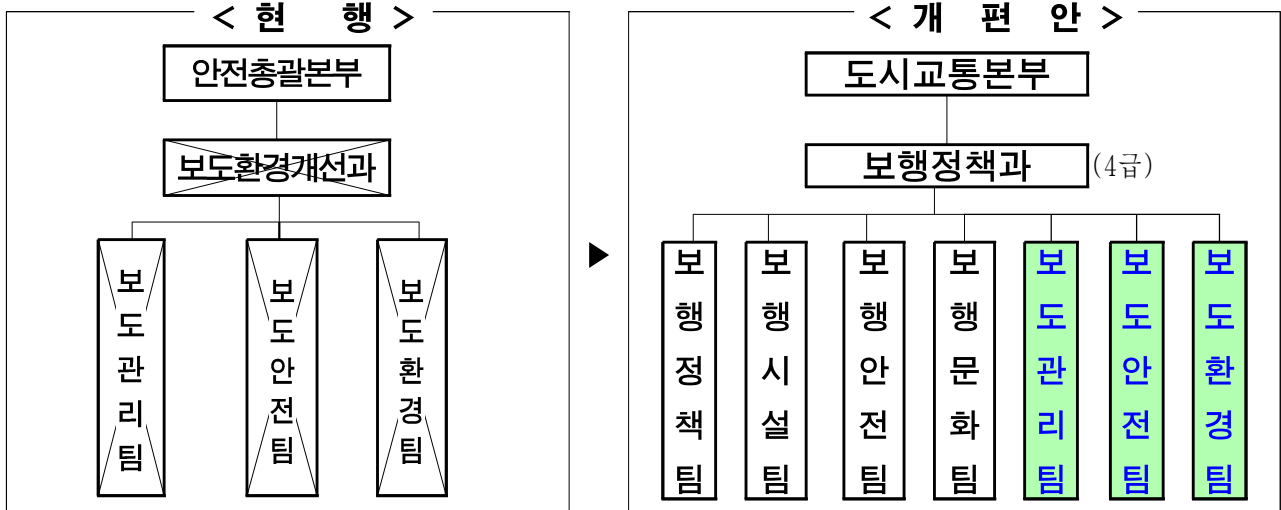 < 현 행 >
안전총괄본부
보도환경개선과
보도관리팀
보도안전팀
보도환경팀
▶
< 개 편 안 >
도시교통본부
보행정책과 (4급)
보행정책팀
보행시설팀
보행안전팀
보행문화팀
보도관리팀
보도안전팀
보도환경팀